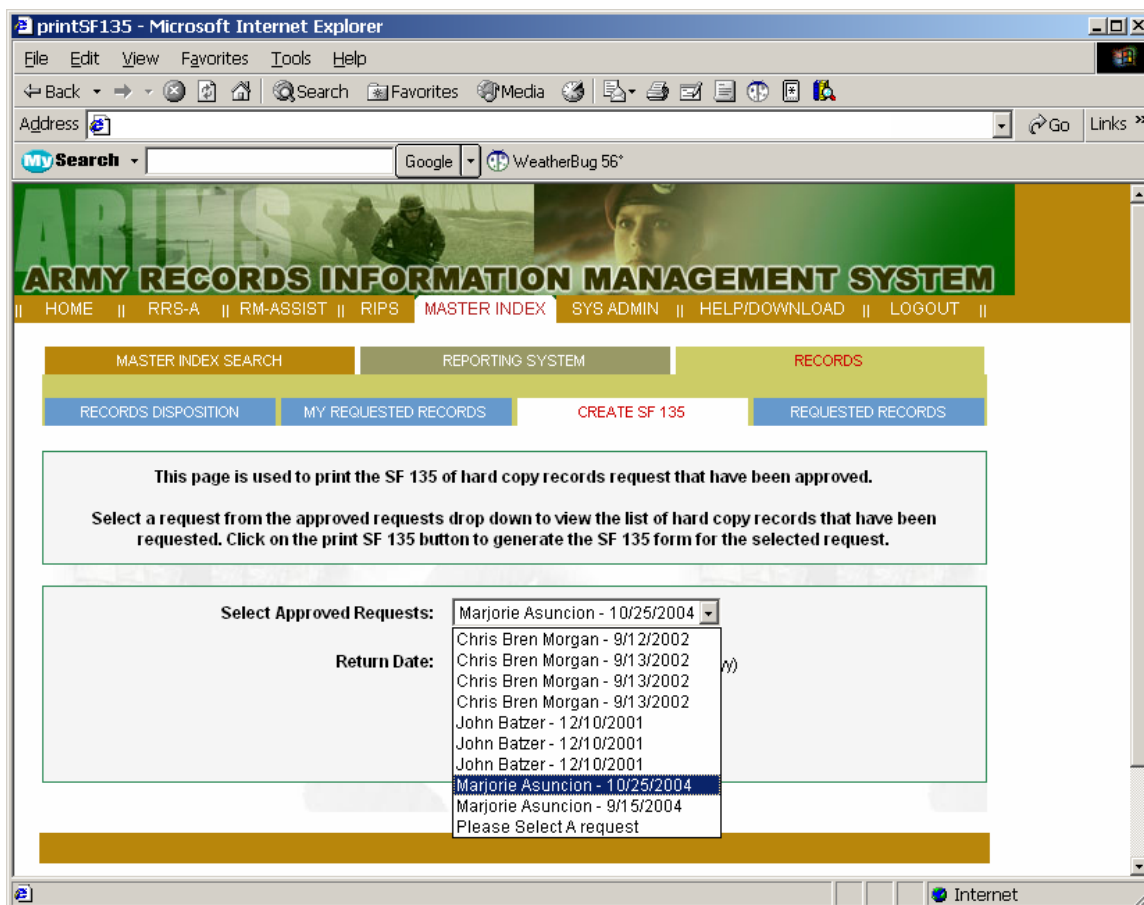 printSF135 - Microsoft Internet Explorer
File Edit View Favorites Tools Help
Back Search Favorites Media
Address Go Links »
My Search Google WeatherBug 56°
ARIMS
ARMY RECORDS INFORMATION MANAGEMENT SYSTEM
|| HOME || RRS-A || RM-ASSIST || RIPS MASTER INDEX SYS ADMIN || HELP/DOWNLOAD || LOGOUT ||
MASTER INDEX SEARCH REPORTING SYSTEM RECORDS
RECORDS DISPOSITION MY REQUESTED RECORDS CREATE SF 135 REQUESTED RECORDS
This page is used to print the SF 135 of hard copy records request that have been approved.
Select a request from the approved requests drop down to view the list of hard copy records that have been
requested. Click on the print SF 135 button to generate the SF 135 form for the selected request.
Select Approved Requests: Marjorie Asuncion - 10/25/2004
Chris Bren Morgan - 9/12/2002
Return Date: Chris Bren Morgan - 9/13/2002
Chris Bren Morgan - 9/13/2002
Chris Bren Morgan - 9/13/2002
John Batzer - 12/10/2001
John Batzer - 12/10/2001
John Batzer - 12/10/2001
Marjorie Asuncion - 10/25/2004
Marjorie Asuncion - 9/15/2004
Please Select A request
Internet